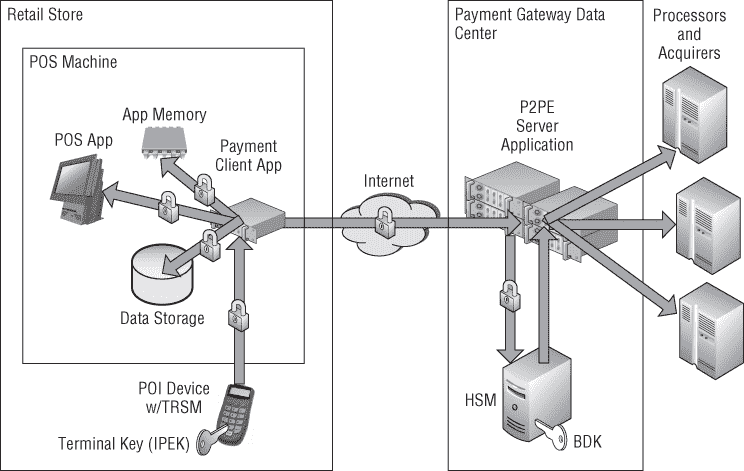 Retail Store
POS Machine
App Memory
POS App
Payment
Client App
Data Storage
POI Device
w/TRSM
Terminal Key (IPEK)
Internet
Payment Gateway Data
Center
P2PE
Server
Application
HSM
BDK
Processors
and
Acquirers